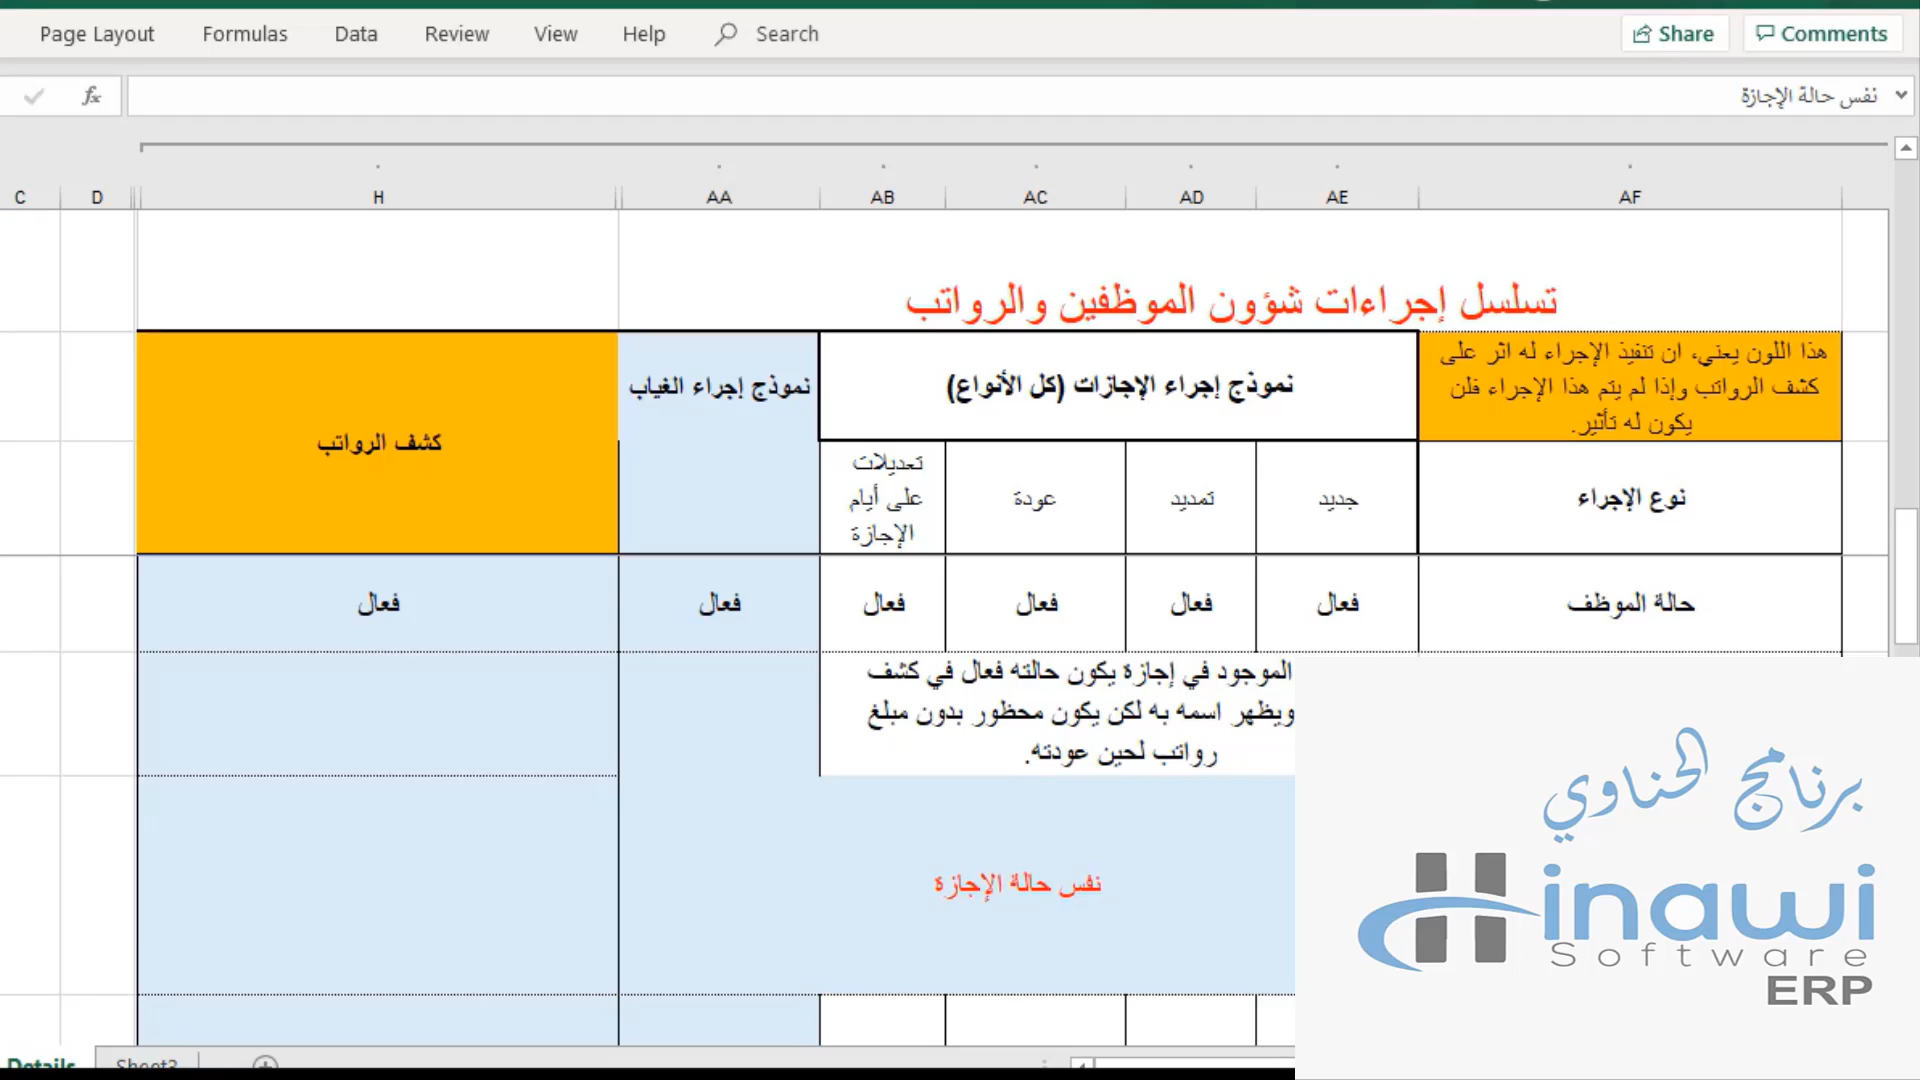 Page Layout Formulas Data Review View Help Search Share Comments
fx نفس حالة الإجازة
C D H AA AB AC AD AE AF
تسلسل إجراءات شؤون الموظفين والرواتب
هذا اللون يعني، ان تنفيذ الإجراء له اثر على
كشف الرواتب وإذا لم يتم هذا الإجراء فلن
يكون له تأثير.
نموذج إجراء الإجازات (كل الأنواع)
نموذج إجراء الغياب
كشف الرواتب
نوع الإجراء
جديد
تمديد
عودة
تعديلات
على أيام
الإجازة
حالة الموظف فعال فعال فعال فعال فعال فعال
الموجود في إجازة يكون حالته فعال في كشف
ويظهر اسمه به لكن يكون محظور بدون مبلغ
رواتب لحين عودته.
نفس حالة الإجازة
برنامج الحناوي
Hinawi
Software
ERP
Details Sheet3